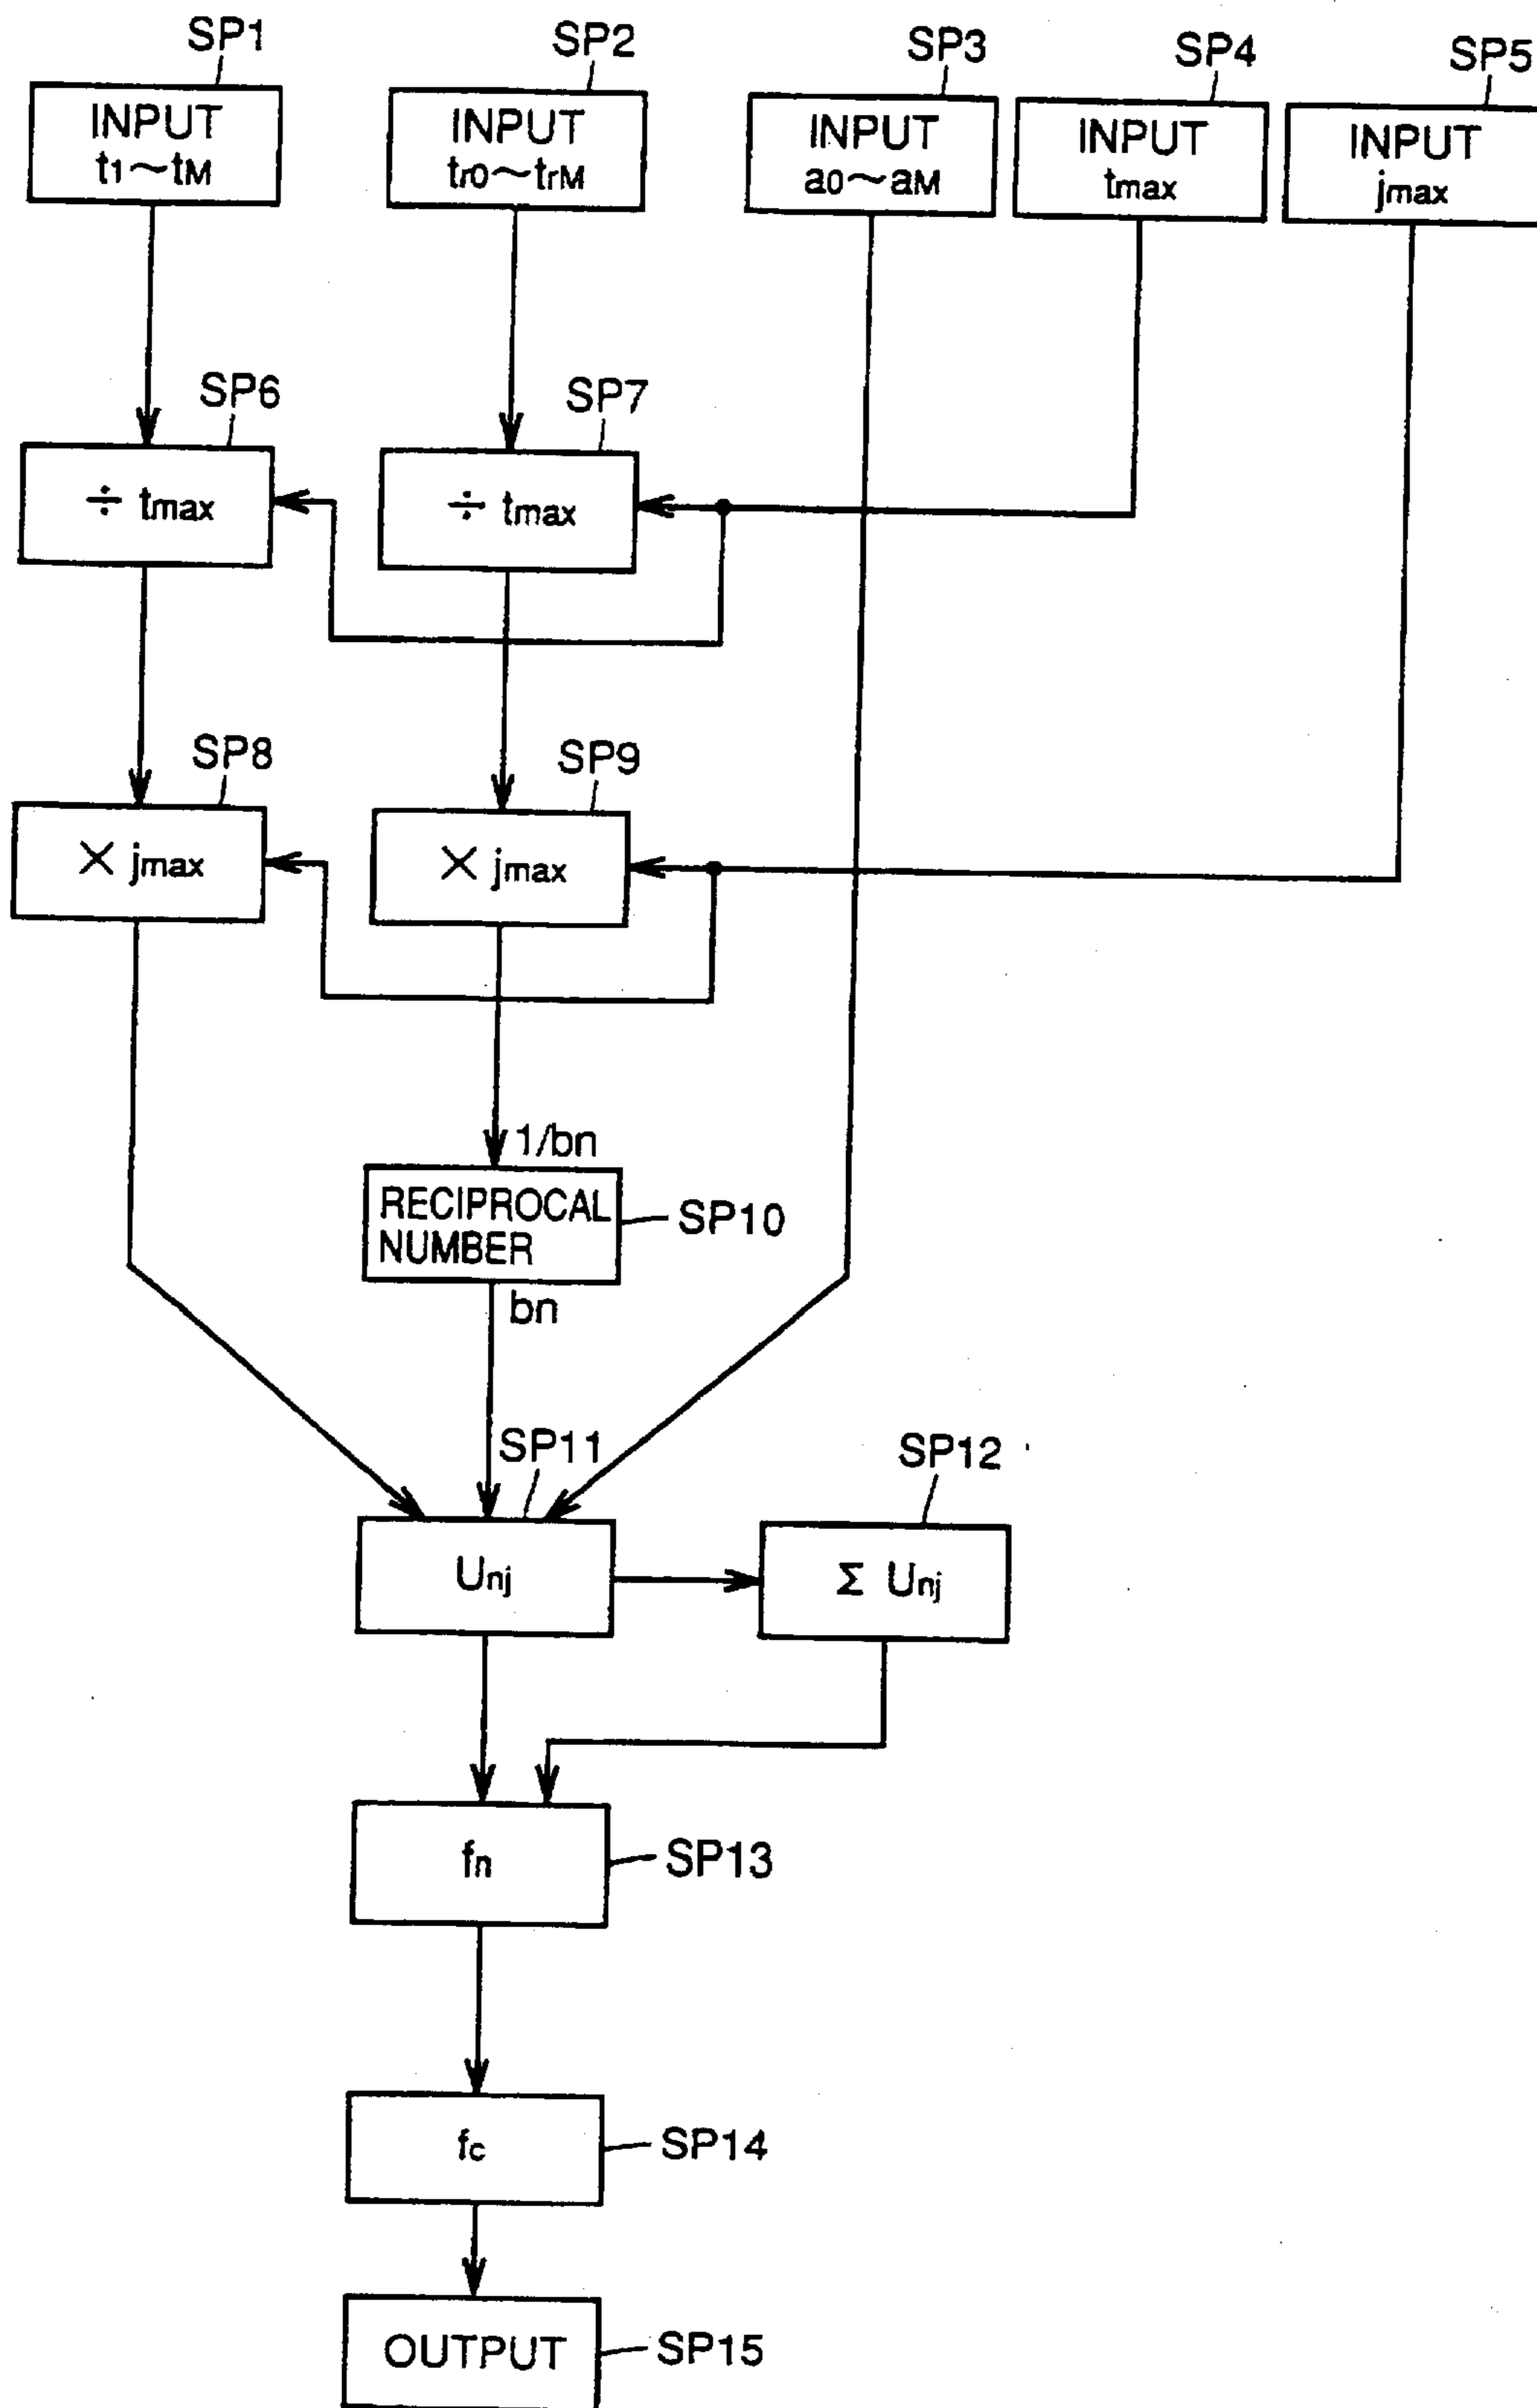 SP1
SP2
SP3
SP4
SP5
INPUT
t1~tM
INPUT
tr0~trM
INPUT
a0~aM
INPUT
tmax
INPUT
jmax
SP6
SP7
÷ tmax
÷ tmax
SP8
SP9
× jmax
× jmax
1/bn
RECIPROCAL
NUMBER
SP10
bn
SP11
SP12
Unj
Σ Unj
fn
SP13
fc
SP14
OUTPUT
SP15